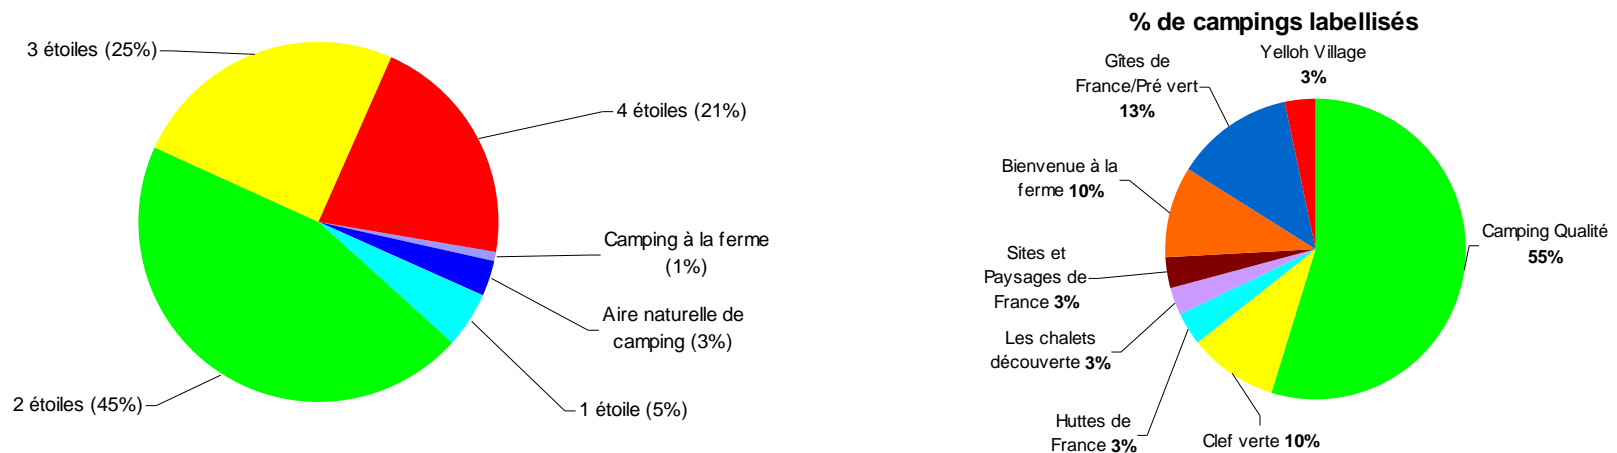 3 étoiles (25%)
4 étoiles (21%)
Camping à la ferme
(1%)
Aire naturelle de
camping (3%)
1 étoile (5%)
2 étoiles (45%)
% de campings labellisés
Yelloh Village
3%
Gîtes de
France/Pré vert
13%
Bienvenue à la
ferme 10%
Sites et
Paysages de
France 3%
Les chalets
découverte 3%
Huttes de
France 3%
Clef verte 10%
Camping Qualité
55%